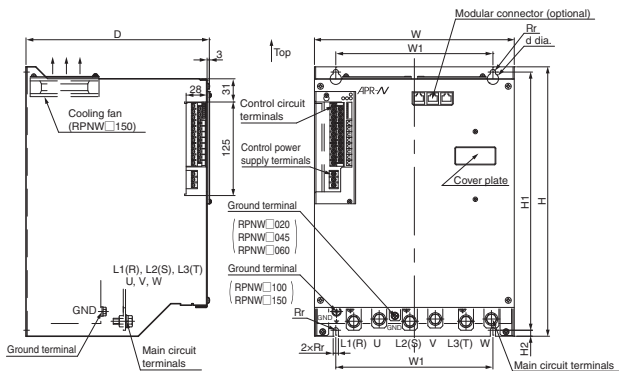 Modular connector (optional)
D
W
Rr
W1
d dia.
3
Top
APR-N
28
31
Control circuit
terminals
Cooling fan
(RPNW□150)
125
Control power
supply terminals
Cover plate
H1
H
Ground terminal
RPNW□020
RPNW□045
RPNW□060
L1(R), L2(S), L3(T)
U, V, W
Ground terminal
RPNW□100
RPNW□150
GND
Rr
GND
GND
Ground terminal
Main circuit
terminals
2×Rr
L1(R) U L2(S) V L3(T) W
H2
W1
Main circuit terminals